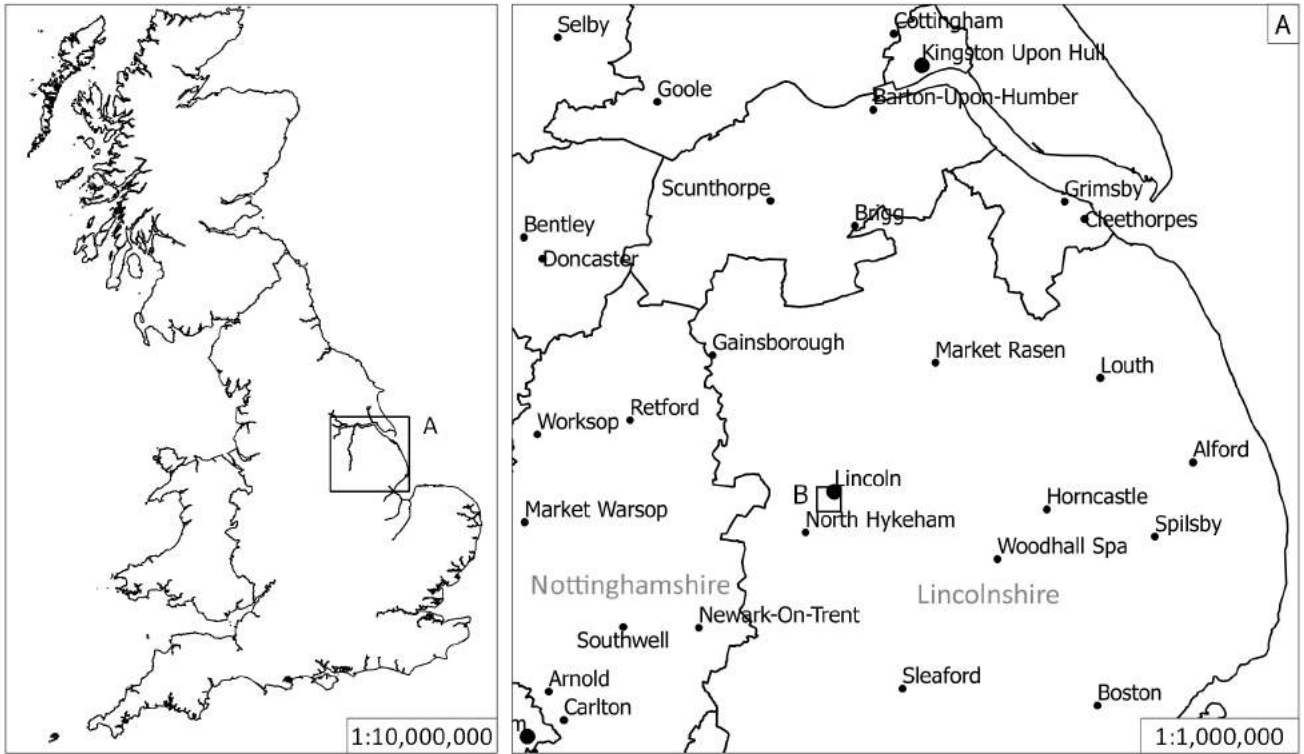 A
1:10,000,000
A
Selby
Cottingham
Kingston Upon Hull
Goole
Barton-Upon-Humber
Scunthorpe
Grimsby
Brigg
Cleethorpes
Bentley
Doncaster
Gainsborough
Market Rasen
Louth
Retford
Worksop
Alford
Lincoln
B
Horncastle
Market Warsop
North Hykeham
Spilsby
Woodhall Spa
Nottinghamshire
Lincolnshire
Newark-On-Trent
Southwell
Arnold
Sleaford
Boston
Carlton
m
1:1,000,000